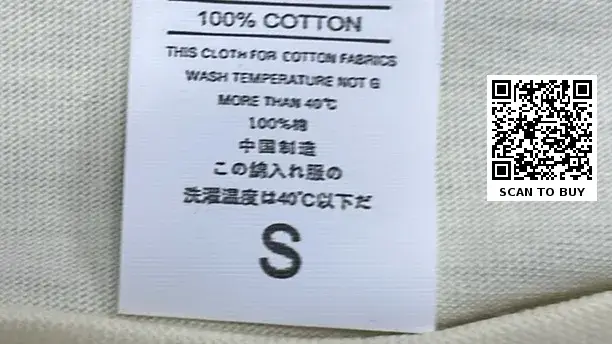 100% COTTON
THIS CLOTH FOR COTTON FABRICS
WASH TEMPERATURE NOT G
MORE THAN 40℃
100%棉
中国制造
この綿入れ服の
洗濯温度は40℃以下だ
S
SCAN TO BUY